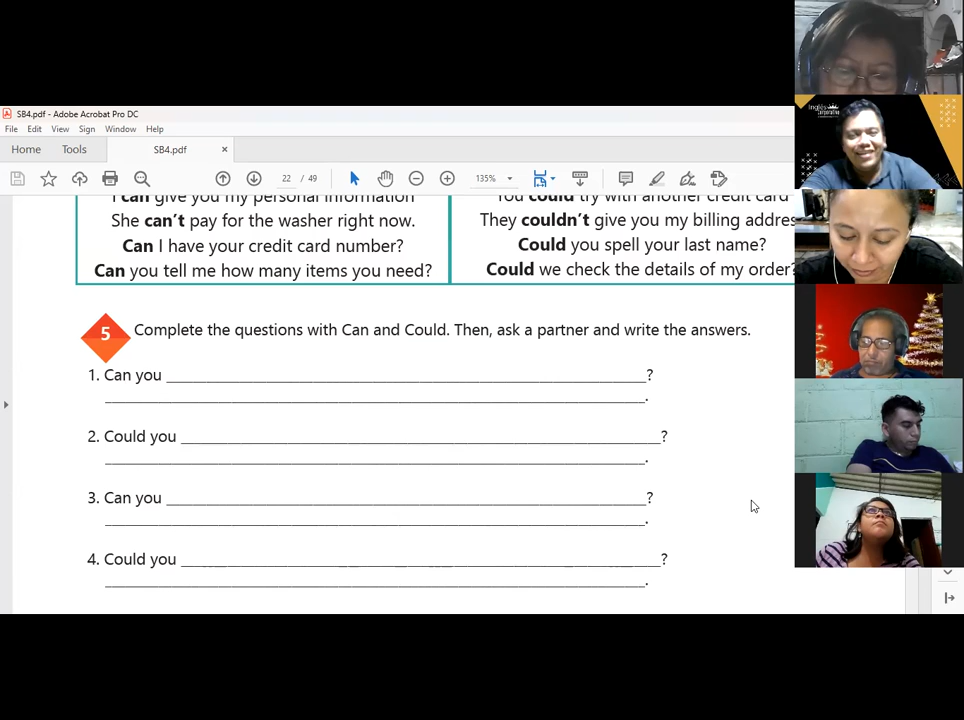 SB4.pdf - Adobe Acrobat Pro DC
File Edit View Sign Window Help
Home Tools SB4.pdf ×
22 / 49 135%
I can give you my personal information
She can't pay for the washer right now.
Can I have your credit card number?
Can you tell me how many items you need?
You could try with another credit card
They couldn't give you my billing addres
Could you spell your last name?
Could we check the details of my order?
5 Complete the questions with Can and Could. Then, ask a partner and write the answers.
1. Can you ?
.
2. Could you ?
.
3. Can you ?
.
4. Could you ?
.
Inglés
Corporativo